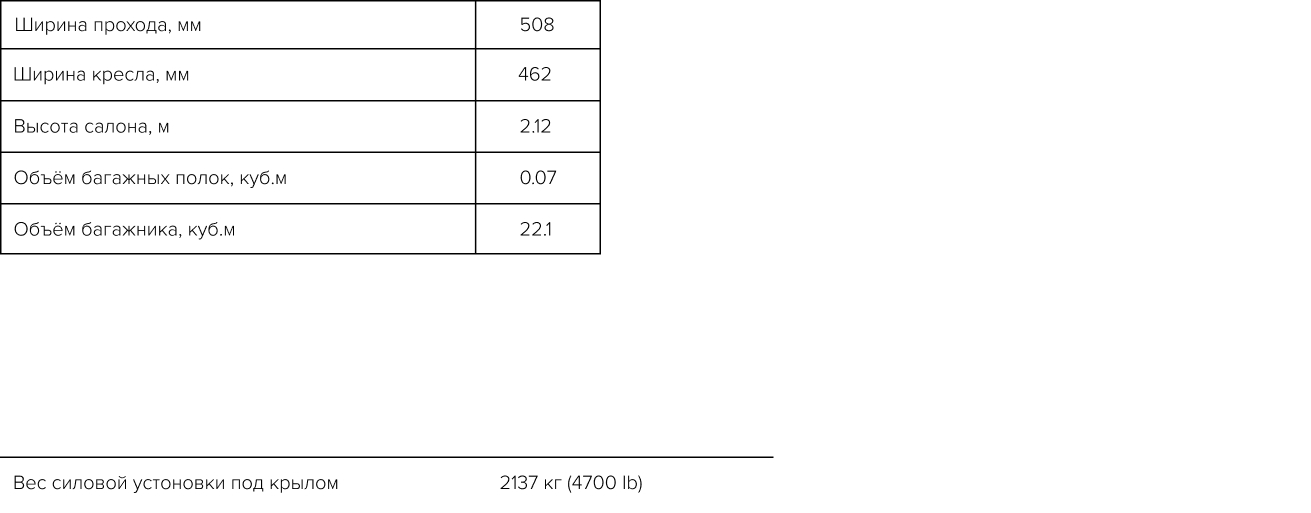 Ширина прохода, мм 508
Ширина кресла, мм 462
Высота салона, м 2.12
Объём багажных полок, куб.м 0.07
Объём багажника, куб.м 22.1
Вес силовой устоновки под крылом 2137 кг (4700 lb)